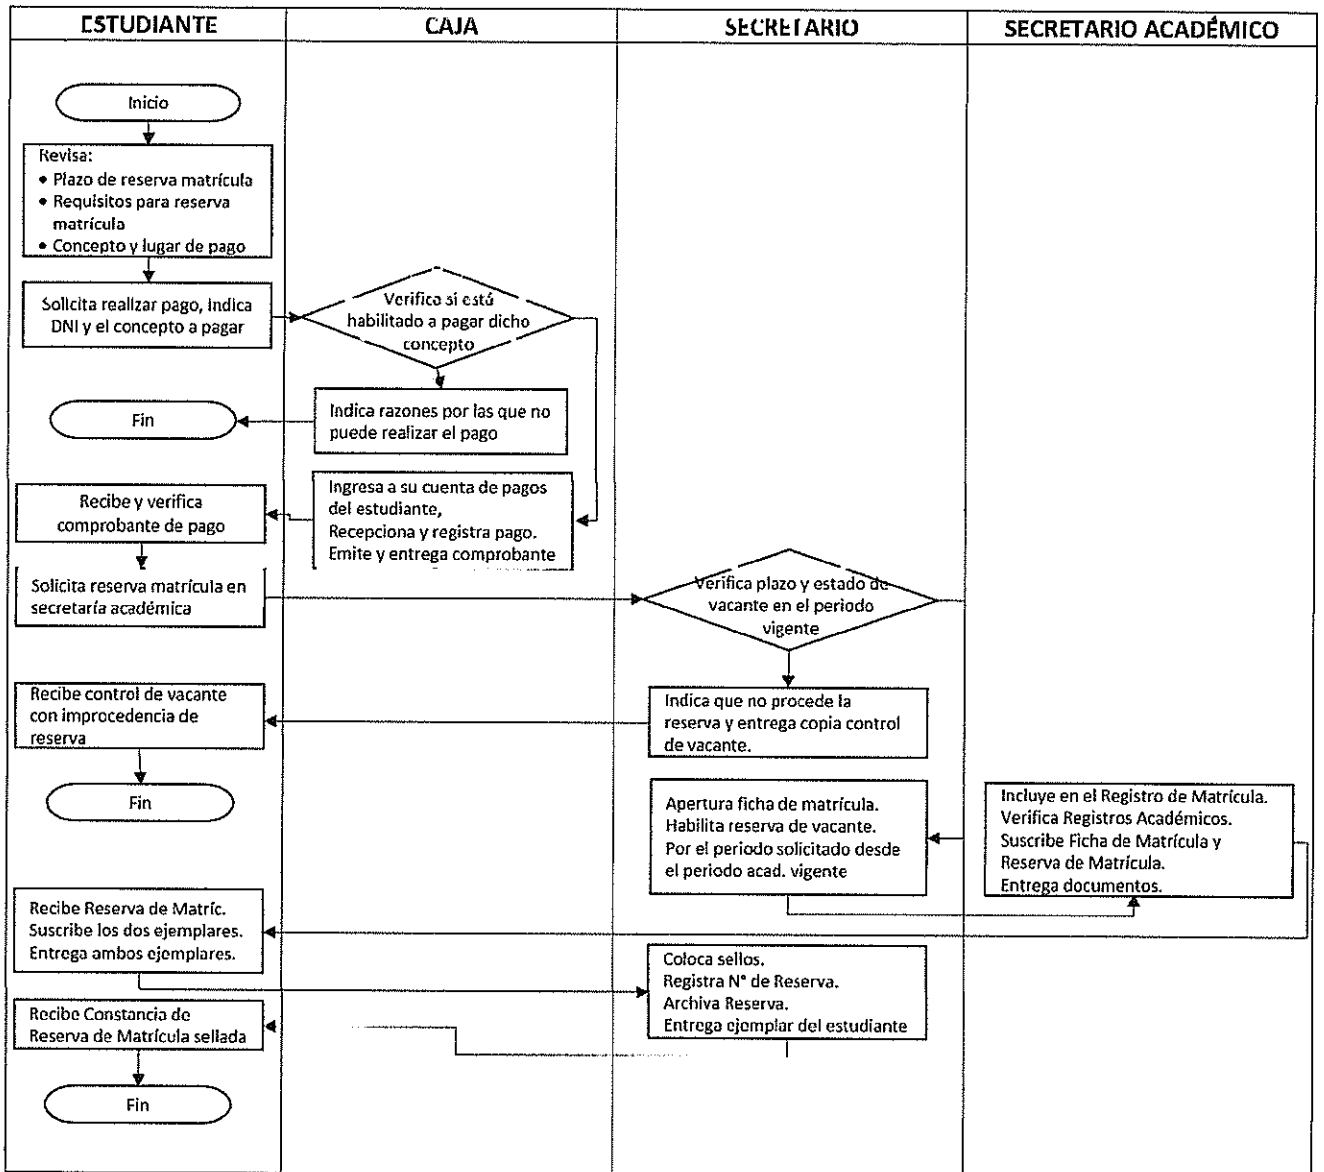 ESTUDIANTE
CAJA
SECRETARIO
SECRETARIO ACADÉMICO
Inicio
Revisa:
• Plazo de reserva matrícula
• Requisitos para reserva
matrícula
• Concepto y lugar de pago
Solicita realizar pago, indica
DNI y el concepto a pagar
Verifica si está
habilitado a pagar dicho
concepto
Indica razones por las que no
puede realizar el pago
Fin
Ingresa a su cuenta de pagos
del estudiante,
Recepciona y registra pago.
Emite y entrega comprobante
Recibe y verifica
comprobante de pago
Solicita reserva matrícula en
secretaría académica
Verifica plazo y estado de
vacante en el periodo
vigente
Indica que no procede la
reserva y entrega copia control
de vacante.
Recibe control de vacante
con improcedencia de
reserva
Fin
Apertura ficha de matrícula.
Habilita reserva de vacante.
Por el periodo solicitado desde
el periodo acad. vigente
Incluye en el Registro de Matrícula.
Verifica Registros Académicos.
Suscribe Ficha de Matrícula y
Reserva de Matrícula.
Entrega documentos.
Recibe Reserva de Matríc.
Suscribe los dos ejemplares.
Entrega ambos ejemplares.
Coloca sellos.
Registra N° de Reserva.
Archiva Reserva.
Entrega ejemplar del estudiante
Recibe Constancia de
Reserva de Matrícula sellada
Fin